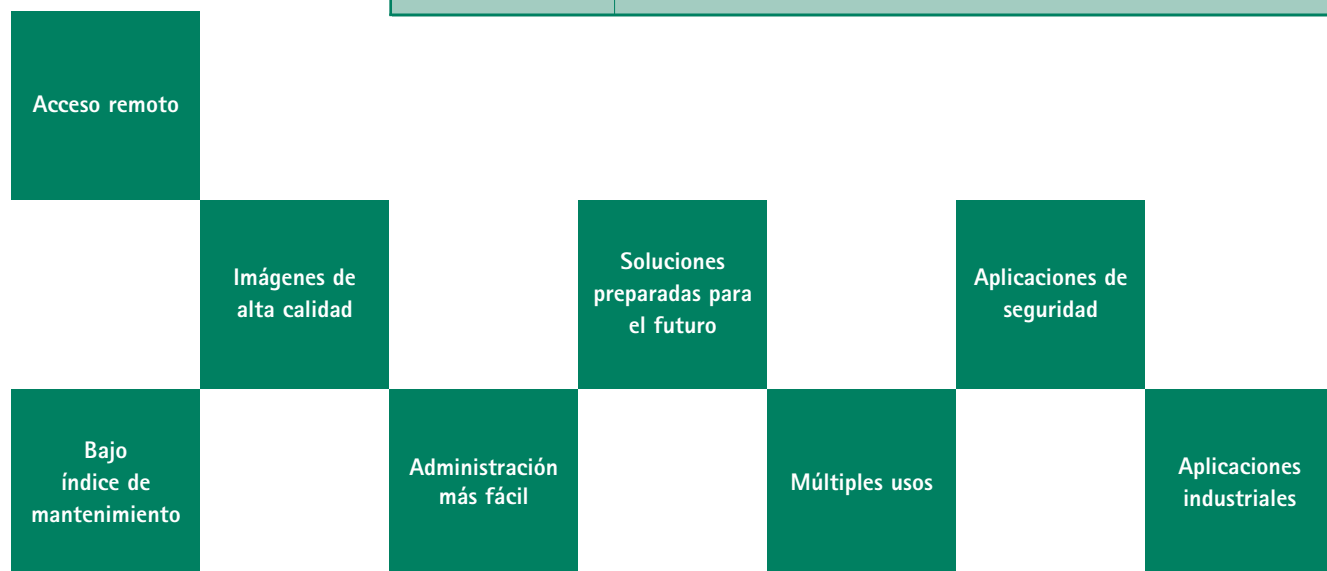 Acceso remoto
Imágenes de
alta calidad
Soluciones
preparadas para
el futuro
Aplicaciones de
seguridad
Bajo
índice de
mantenimiento
Administración
más fácil
Múltiples usos
Aplicaciones
industriales